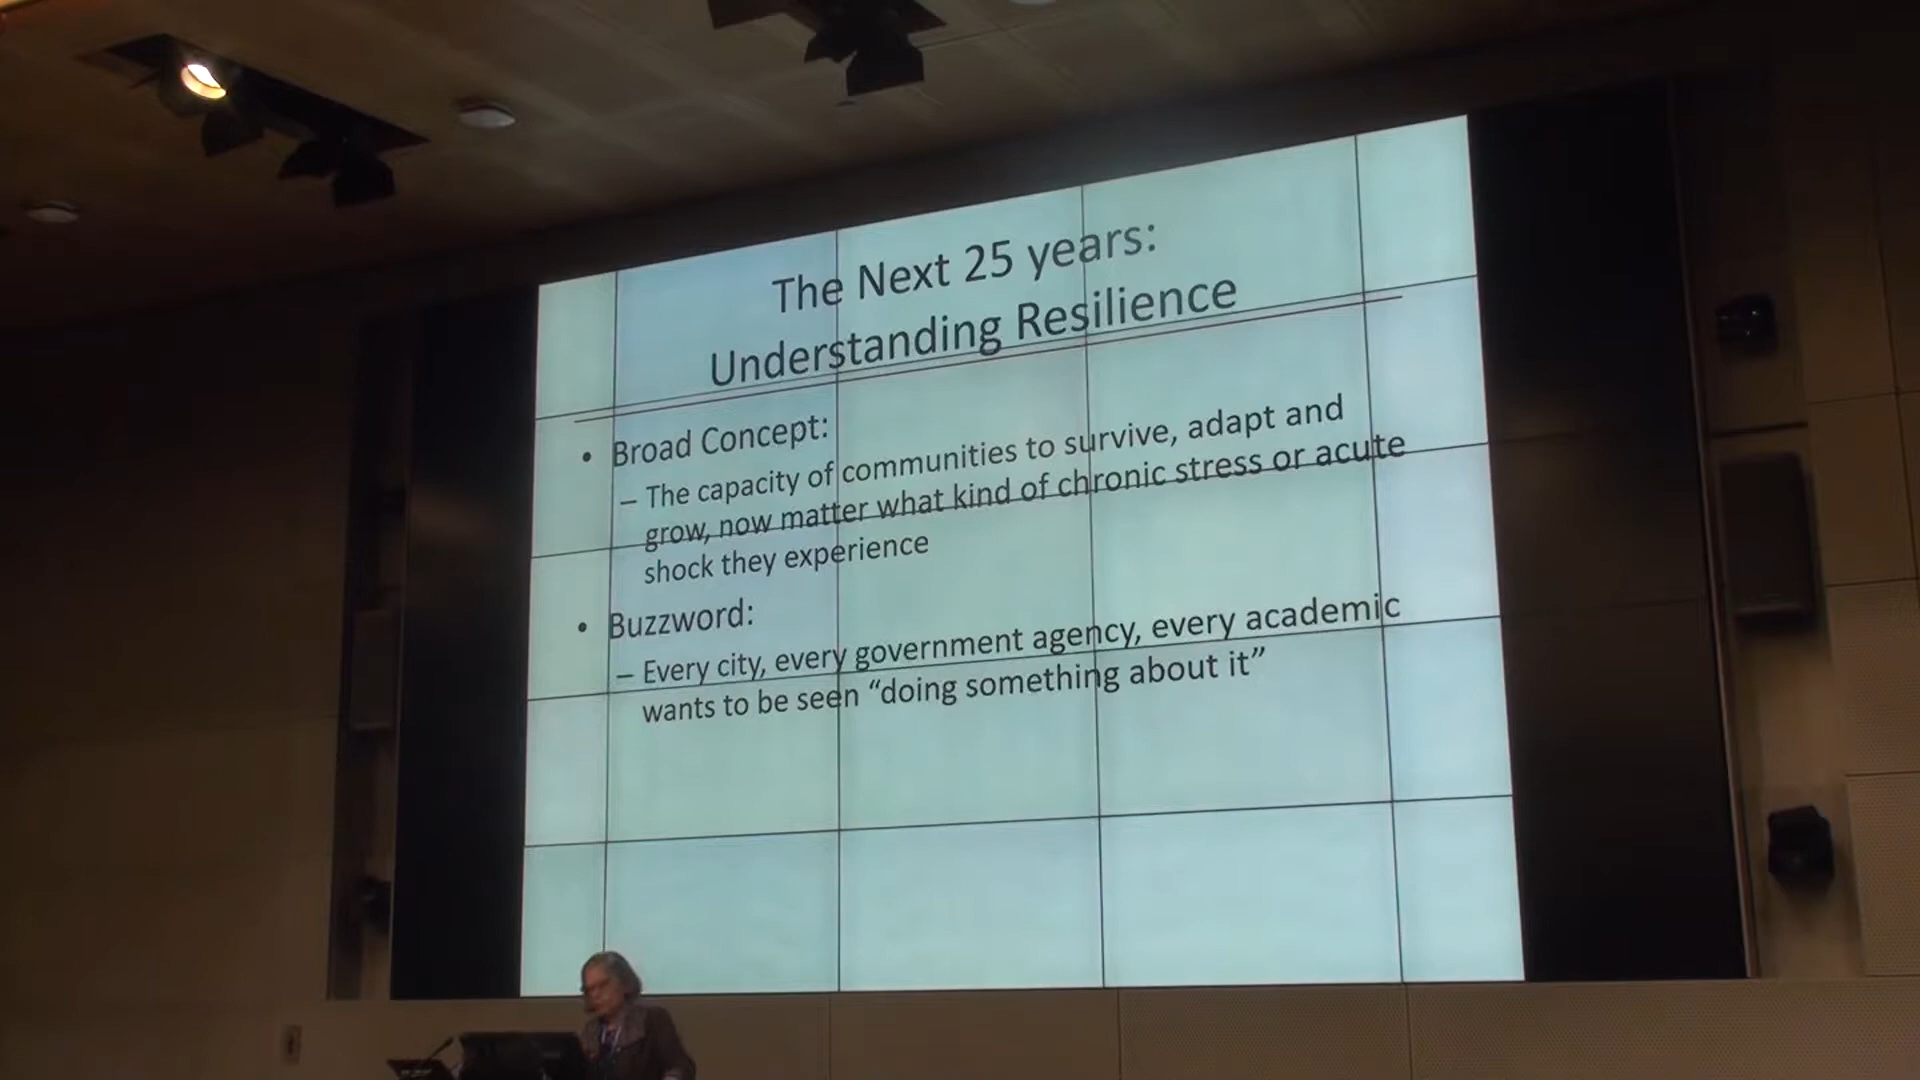 The Next 25 years:
Understanding Resilience
• Broad Concept:
– The capacity of communities to survive, adapt and
grow, now matter what kind of chronic stress or acute
shock they experience
• Buzzword:
– Every city, every government agency, every academic
wants to be seen “doing something about it”